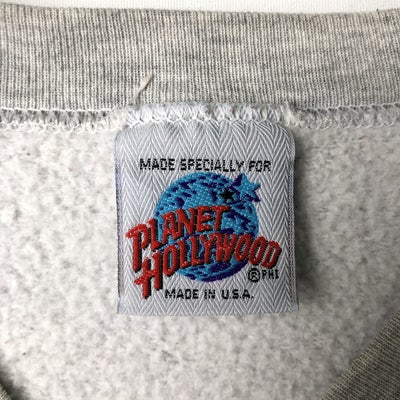 MADE SPECIALLY FOR
PLANET
HOLLYWOOD
® PHI
MADE IN U.S.A.